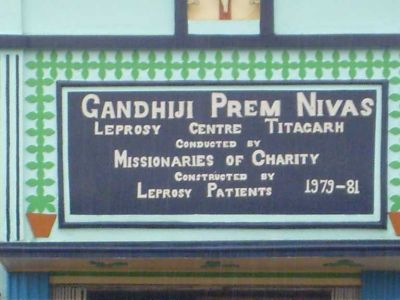 GANDHIJI PREM NIVAS
LEPROSY CENTRE TITAGARH
CONDUCTED BY
MISSIONARIES OF CHARITY
CONSTRUCTED BY
LEPROSY PATIENTS 1979-81